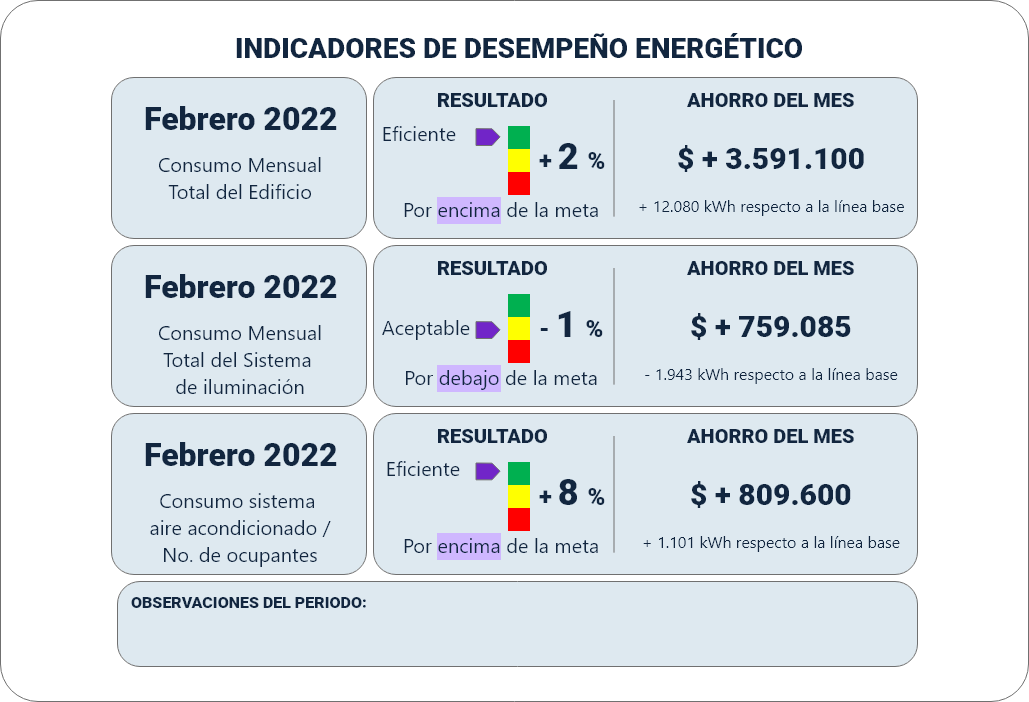 INDICADORES DE DESEMPEÑO ENERGÉTICO
Febrero 2022
Consumo Mensual
Total del Edificio
RESULTADO
Eficiente
+ 2 %
Por encima de la meta
AHORRO DEL MES
$ + 3.591.100
+ 12.080 kWh respecto a la línea base
Febrero 2022
Consumo Mensual
Total del Sistema
de iluminación
RESULTADO
Aceptable
- 1 %
Por debajo de la meta
AHORRO DEL MES
$ + 759.085
- 1.943 kWh respecto a la línea base
Febrero 2022
Consumo sistema
aire acondicionado /
No. de ocupantes
RESULTADO
Eficiente
+ 8 %
Por encima de la meta
AHORRO DEL MES
$ + 809.600
+ 1.101 kWh respecto a la línea base
OBSERVACIONES DEL PERIODO: